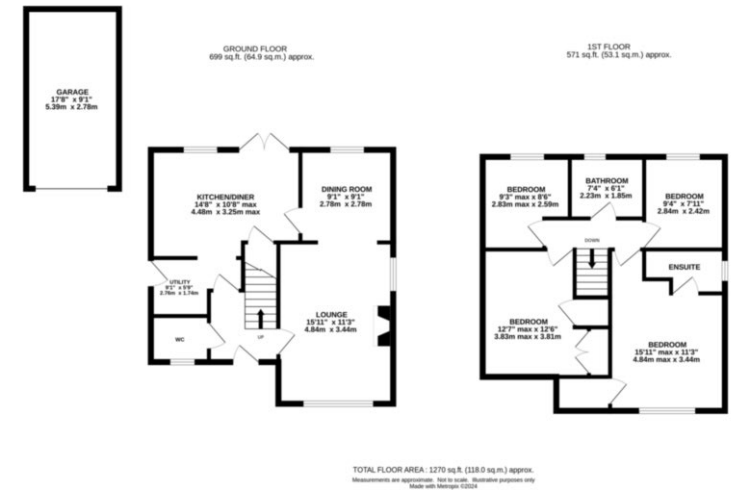 GROUND FLOOR
699 sq.ft. (64.9 sq.m.) approx.
1ST FLOOR
571 sq.ft. (53.1 sq.m.) approx.
GARAGE
17'8" x 9'1"
5.39m x 2.78m
KITCHEN/DINER
14'8" x 10'8" max
4.48m x 3.25m max
DINING ROOM
9'1" x 9'1"
2.78m x 2.78m
UTILITY
9'1" x 5'9"
2.76m x 1.74m
WC
UP
LOUNGE
15'11" x 11'3"
4.84m x 3.44m
BEDROOM
9'3" max x 8'6"
2.83m max x 2.59m
BATHROOM
7'4" x 6'1"
2.23m x 1.85m
BEDROOM
9'4" x 7'11"
2.84m x 2.42m
DOWN
ENSUITE
BEDROOM
12'7" max x 12'6"
3.83m max x 3.81m
BEDROOM
15'11" max x 11'3"
4.84m max x 3.44m
TOTAL FLOOR AREA : 1270 sq.ft. (118.0 sq.m.) approx.
Measurements are approximate. Not to scale. Illustrative purposes only
Made with Metropix ©2024